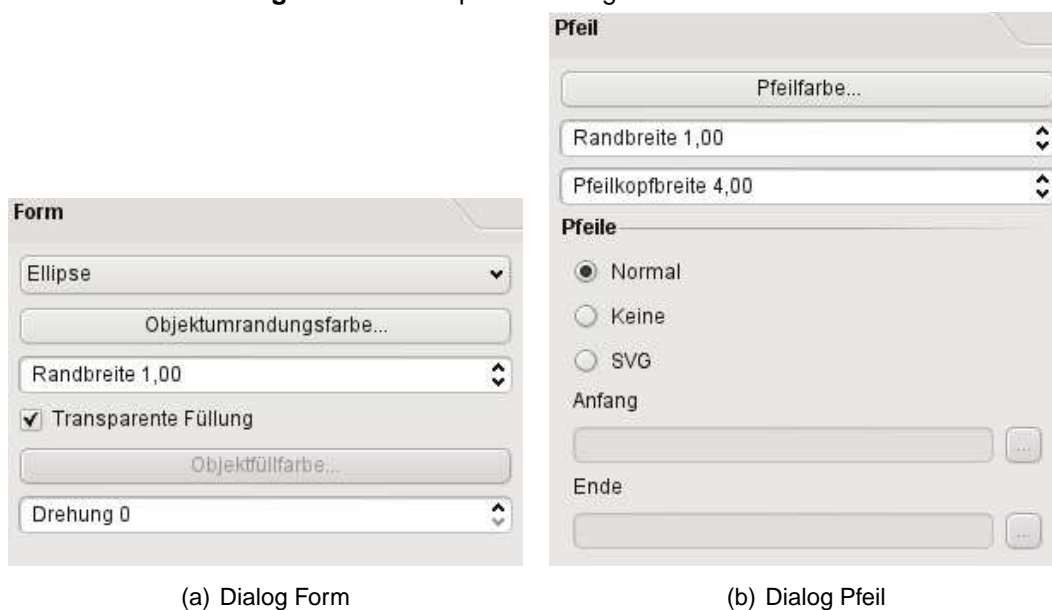 Form
Ellipse
Objektumrandungsfarbe...
Randbreite 1,00
Transparente Füllung
Objektfüllfarbe...
Drehung 0
(a) Dialog Form
Pfeil
Pfeilfarbe...
Randbreite 1,00
Pfeilkopfbreite 4,00
Pfeile
Normal
Keine
SVG
Anfang
...
Ende
...
(b) Dialog Pfeil